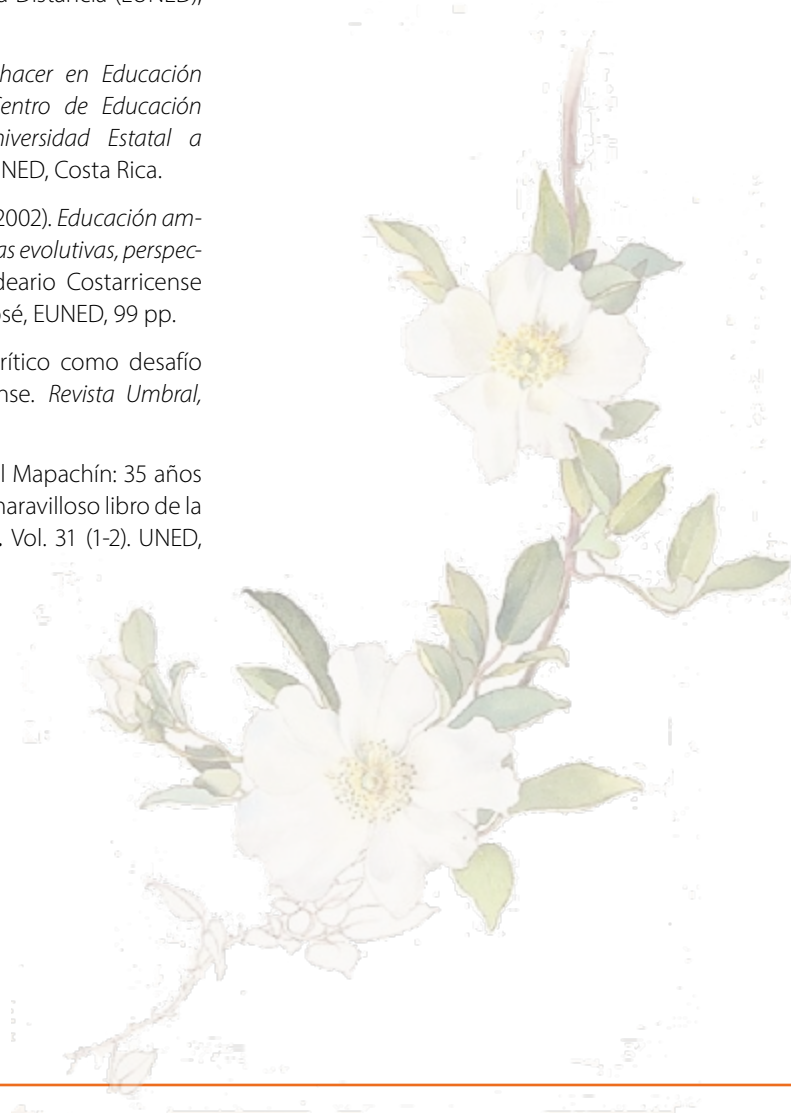 a Distancia (EUNED),
hacer en Educación
entro de Educación
niversidad Estatal a
NED, Costa Rica.
2002). Educación am-
as evolutivas, perspec-
deario Costarricense
osé, EUNED, 99 pp.
rítico como desafío
nse. Revista Umbral,
l Mapachín: 35 años
maravilloso libro de la
. Vol. 31 (1-2). UNED,